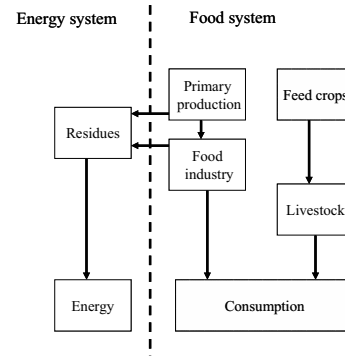 Energy system
Food system
Primary
production
Feed crops
Residues
Food
industry
Livestock
Energy
Consumption